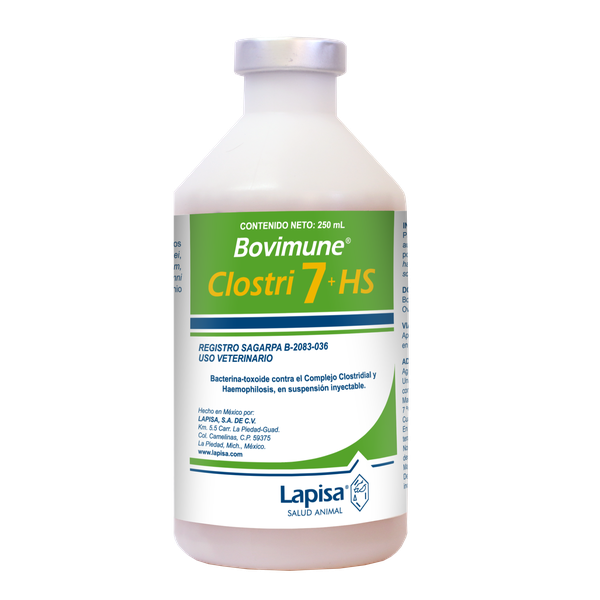 CONTENIDO NETO: 250 mL
Bovimune®
Clostri 7 + HS
REGISTRO SAGARPA B-2083-036
USO VETERINARIO
Bacterina-toxoide contra el Complejo Clostridial y
Haemophilosis, en suspensión inyectable.
Hecho en México por:
LAPISA, S.A. DE C.V.
Km. 5.5 Carr. La Piedad-Guad.
Col. Camelinas, C.P. 59375
La Piedad, Mich., México.
www.lapisa.com
Lapisa®
SALUD ANIMAL